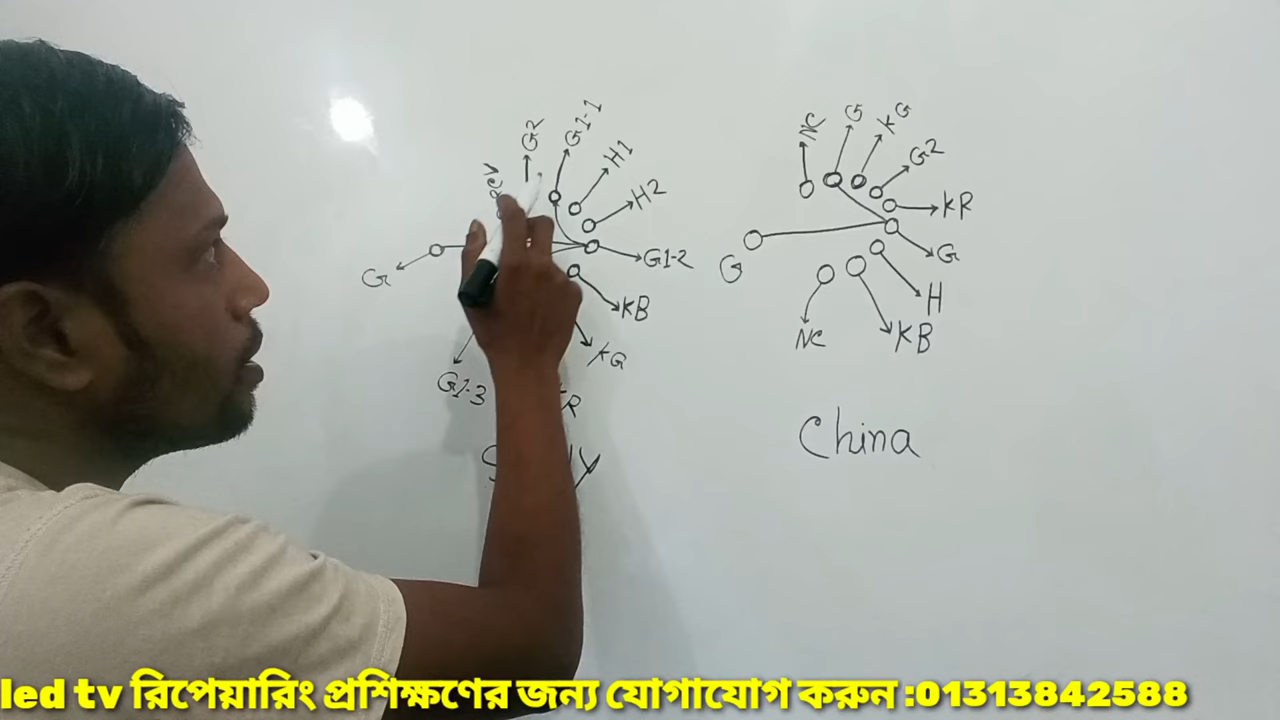 G2
G1-1
H1
H2
G1-2
KB
KG
G1-3
G
NC
G
KG
G2
KR
G
H
KB
NC
G
China
led tv রিপেয়ারিং প্রশিক্ষণের জন্য যোগাযোগ করুন :01313842588